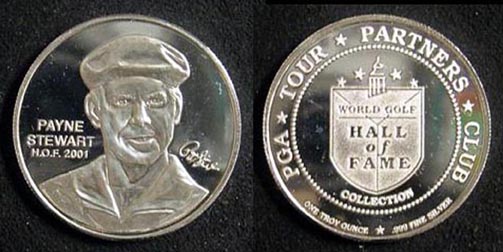 PAYNE
STEWART
H.O.F. 2001
PGA ★ TOUR ★ PARTNERS ★ CLUB
WORLD GOLF
HALL
of
FAME
COLLECTION
ONE TROY OUNCE ★ .999 FINE SILVER